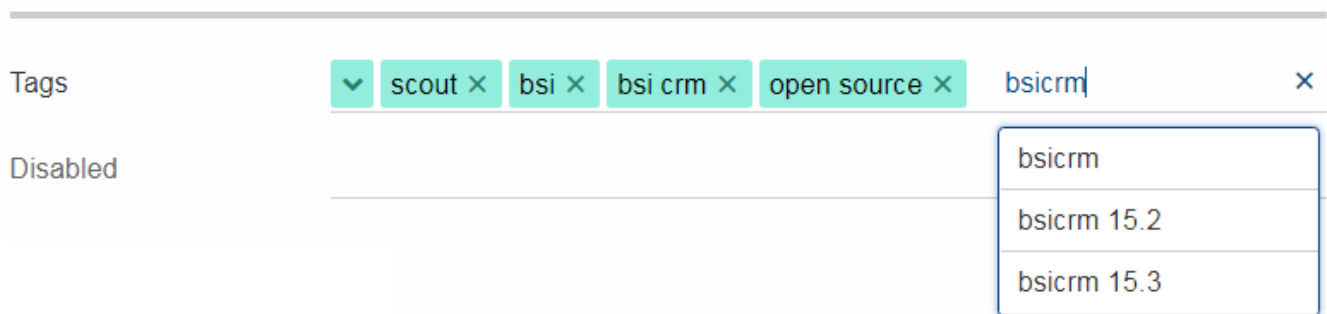 Tags scout bsi bsi crm open source bsicrm
Disabled
bsicrm
bsicrm 15.2
bsicrm 15.3